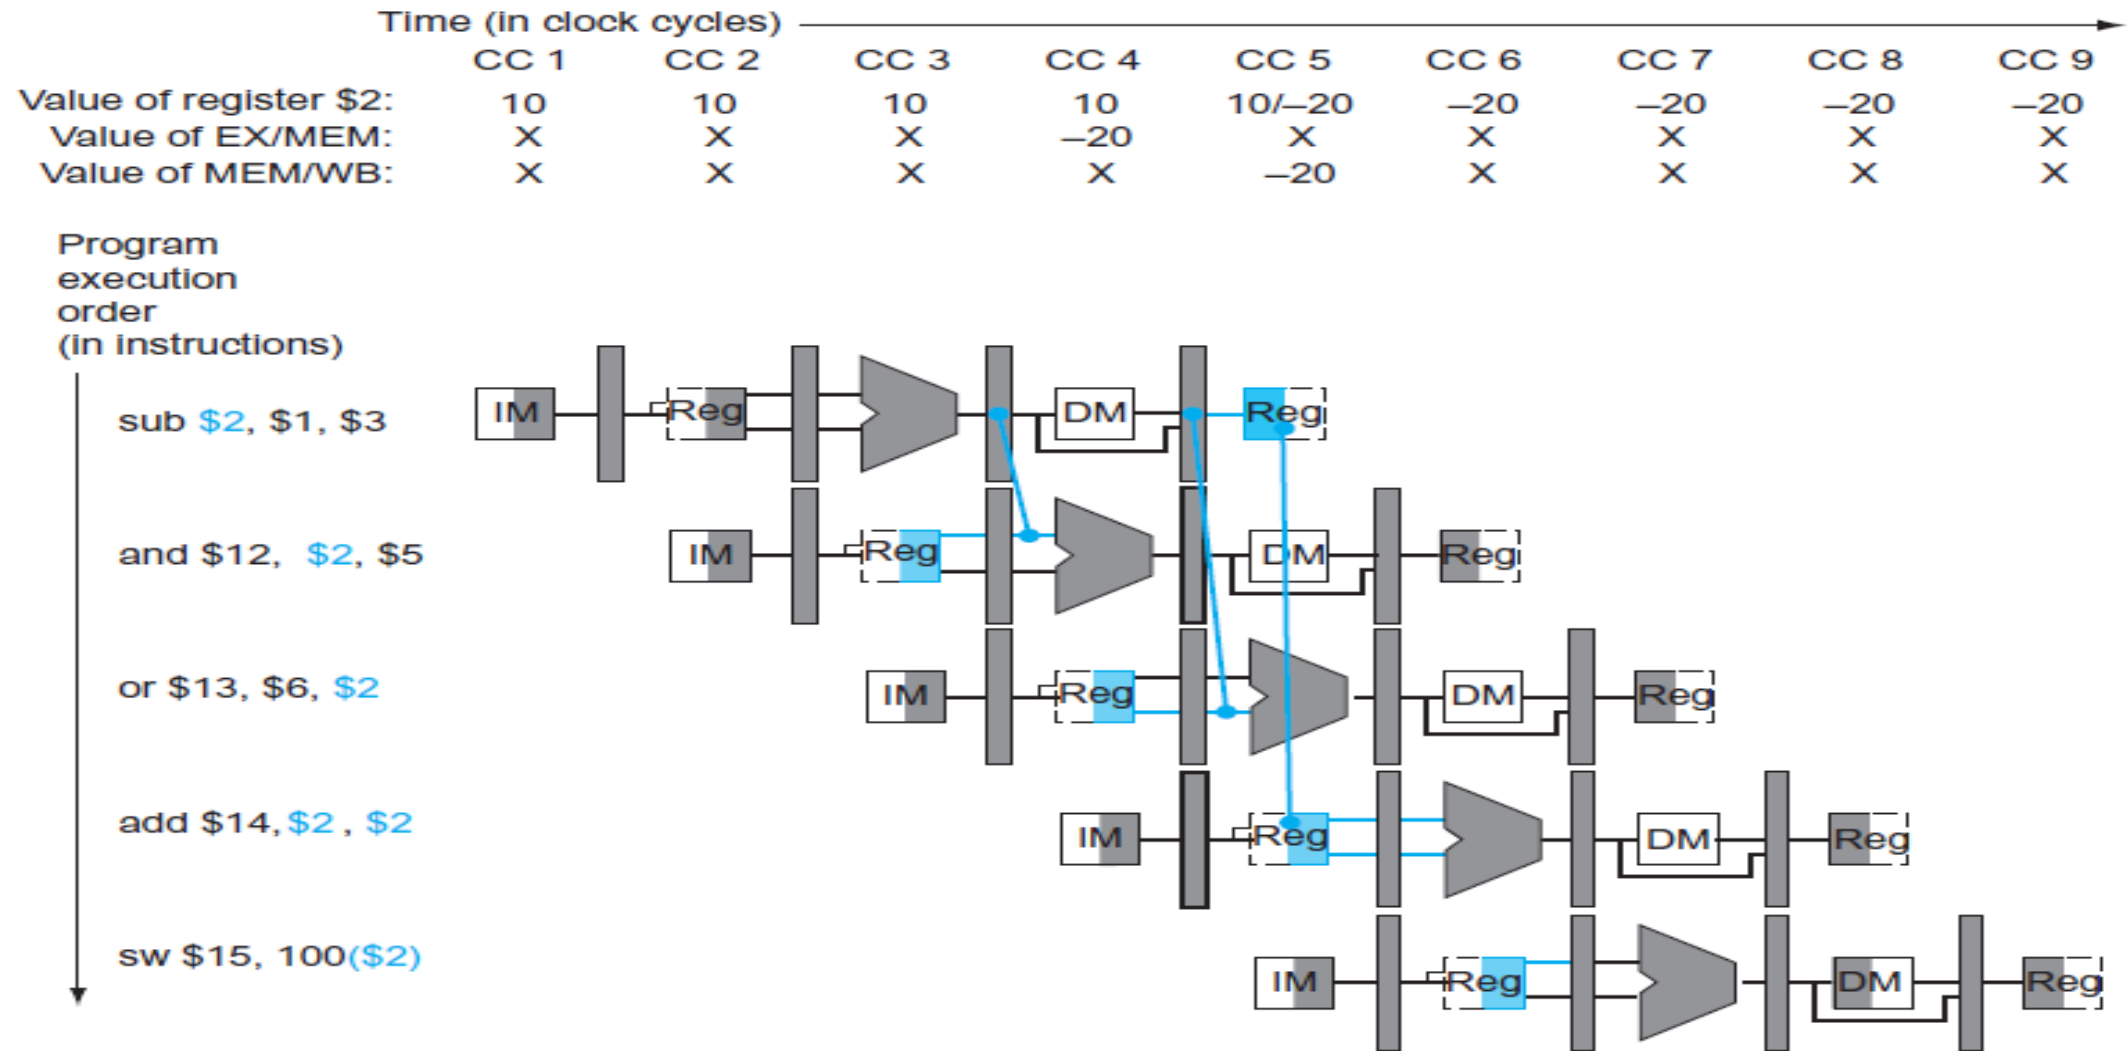 Time (in clock cycles)
CC 1 CC 2 CC 3 CC 4 CC 5 CC 6 CC 7 CC 8 CC 9
Value of register $2: 10 10 10 10 10/–20 –20 –20 –20 –20
Value of EX/MEM: X X X –20 X X X X X
Value of MEM/WB: X X X X –20 X X X X
Program
execution
order
(in instructions)
sub $2, $1, $3 IM Reg DM Reg
and $12, $2, $5 IM Reg DM Reg
or $13, $6, $2 IM Reg DM Reg
add $14, $2 , $2 IM Reg DM Reg
sw $15, 100($2) IM Reg DM Reg